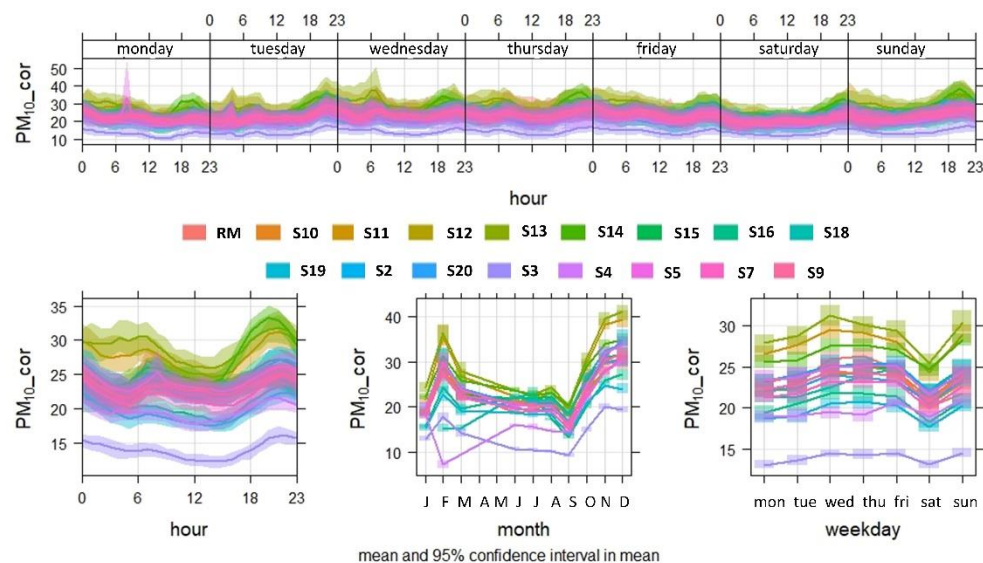 0 6 12 18 23 0 6 12 18 23 0 6 12 18 23
monday tuesday wednesday thursday friday saturday sunday
PM₁₀_cor
50
40
30
20
10
0 6 12 18 23 0 6 12 18 23 0 6 12 18 23 0 6 12 18 23
hour
RM S10 S11 S12 S13 S14 S15 S16 S18
S19 S2 S20 S3 S4 S5 S7 S9
PM₁₀_cor
35
30
25
20
15
0 6 12 18 23
hour
PM₁₀_cor
40
30
20
10
J F M A M J J A S O N D
month
PM₁₀_cor
30
25
20
15
mon tue wed thu fri sat sun
weekday
mean and 95% confidence interval in mean